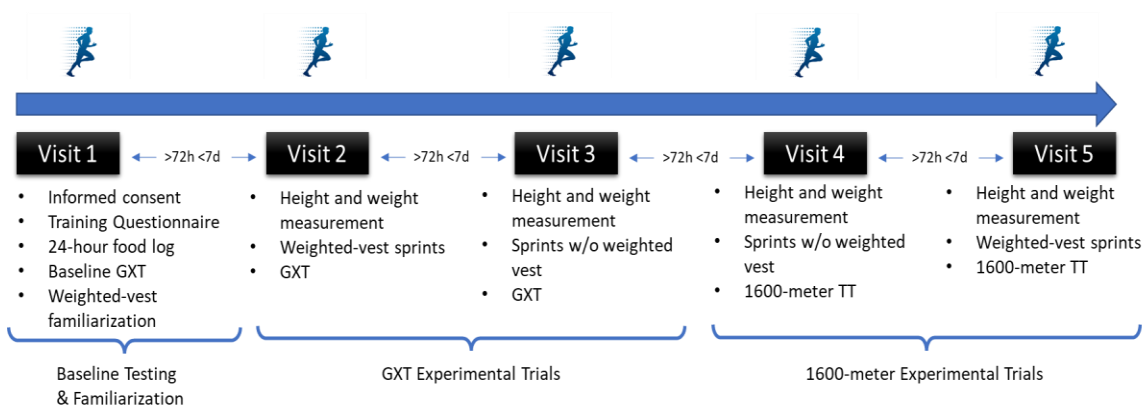 Visit 1
>72h <7d
Visit 2
>72h <7d
Visit 3
>72h <7d
Visit 4
>72h <7d
Visit 5
• Informed consent
• Training Questionnaire
• 24-hour food log
• Baseline GXT
• Weighted-vest
familiarization
• Height and weight
measurement
• Weighted-vest sprints
• GXT
• Height and weight
measurement
• Sprints w/o weighted
vest
• GXT
• Height and weight
measurement
• Sprints w/o weighted
vest
• 1600-meter TT
• Height and weight
measurement
• Weighted-vest sprints
• 1600-meter TT
Baseline Testing
& Familiarization
GXT Experimental Trials
1600-meter Experimental Trials